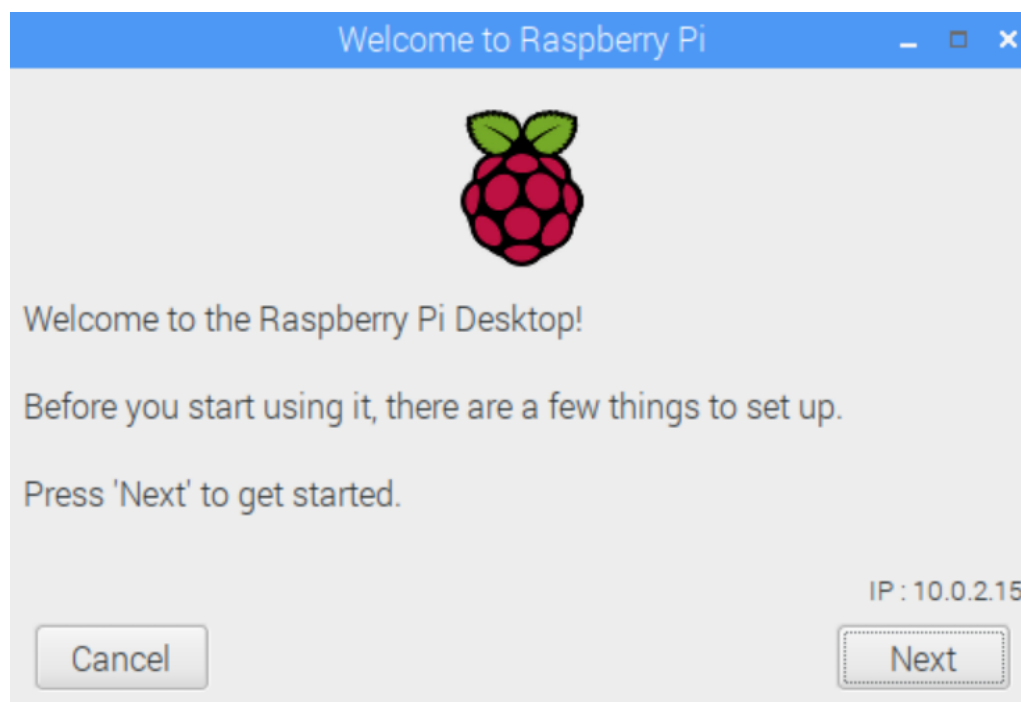 Welcome to Raspberry Pi
Welcome to the Raspberry Pi Desktop!
Before you start using it, there are a few things to set up.
Press 'Next' to get started.
IP : 10.0.2.15
Cancel
Next